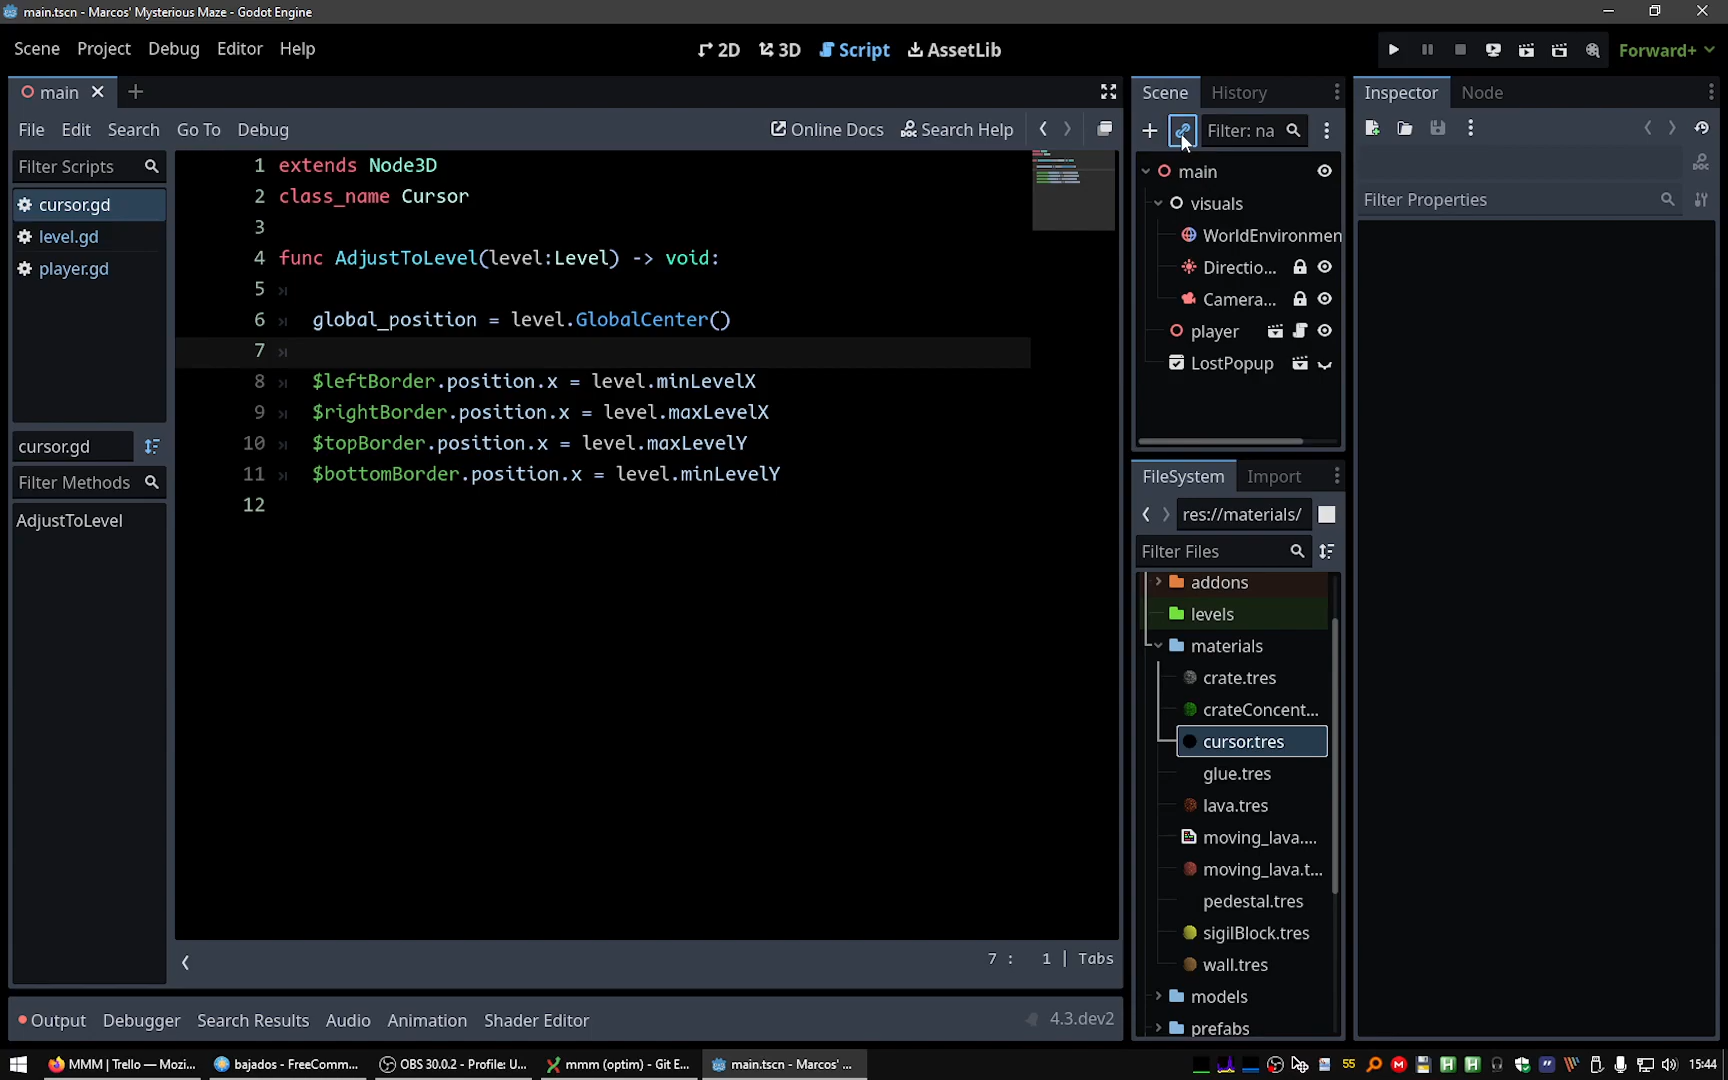 main.tscn - Marcos' Mysterious Maze - Godot Engine
Scene Project Debug Editor Help
2D 3D Script AssetLib
Forward+
main
File Edit Search Go To Debug
Online Docs Search Help
Filter Scripts
cursor.gd
level.gd
player.gd
cursor.gd
Filter Methods
AdjustToLevel
1 extends Node3D
2 class_name Cursor
3
4 func AdjustToLevel(level:Level) -> void:
5
6 global_position = level.GlobalCenter()
7
8 $leftBorder.position.x = level.minLevelX
9 $rightBorder.position.x = level.maxLevelX
10 $topBorder.position.x = level.maxLevelY
11 $bottomBorder.position.x = level.minLevelY
12
7 : 1 | Tabs
Output Debugger Search Results Audio Animation Shader Editor
4.3.dev2
Scene History
Filter: na
main
visuals
WorldEnvironmen
Directio...
Camera...
player
LostPopup
FileSystem Import
res://materials/
Filter Files
addons
levels
materials
crate.tres
crateConcent...
cursor.tres
glue.tres
lava.tres
moving_lava....
moving_lava.t...
pedestal.tres
sigilBlock.tres
wall.tres
models
prefabs
Inspector Node
Filter Properties
MMM | Trello — Mozi...
bajados - FreeComm...
OBS 30.0.2 - Profile: U...
mmm (optim) - Git E...
main.tscn - Marcos' ...
55
15:44